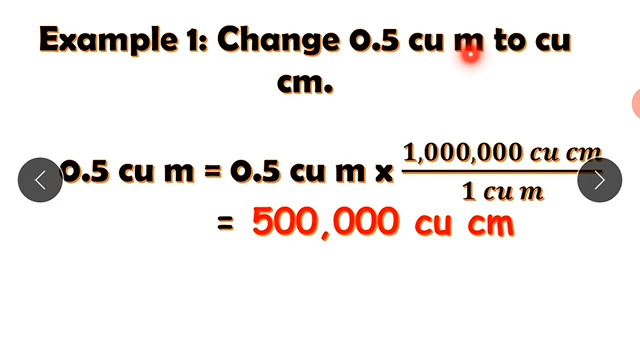 Example 1: Change 0.5 cu m to cu
cm.
0.5 cu m = 0.5 cu m x 1,000,000 cu cm / 1 cu m
= 500,000 cu cm